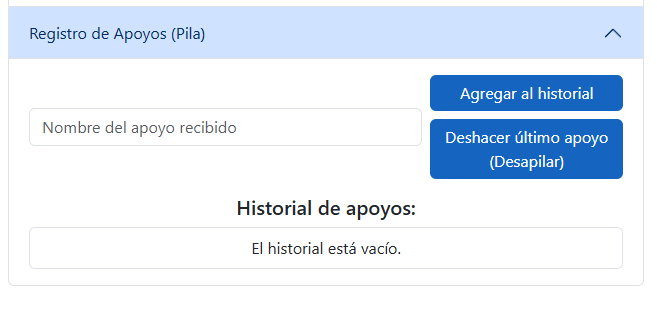 Registro de Apoyos (Pila)
Nombre del apoyo recibido
Agregar al historial
Deshacer último apoyo
(Desapilar)
Historial de apoyos:
El historial está vacío.